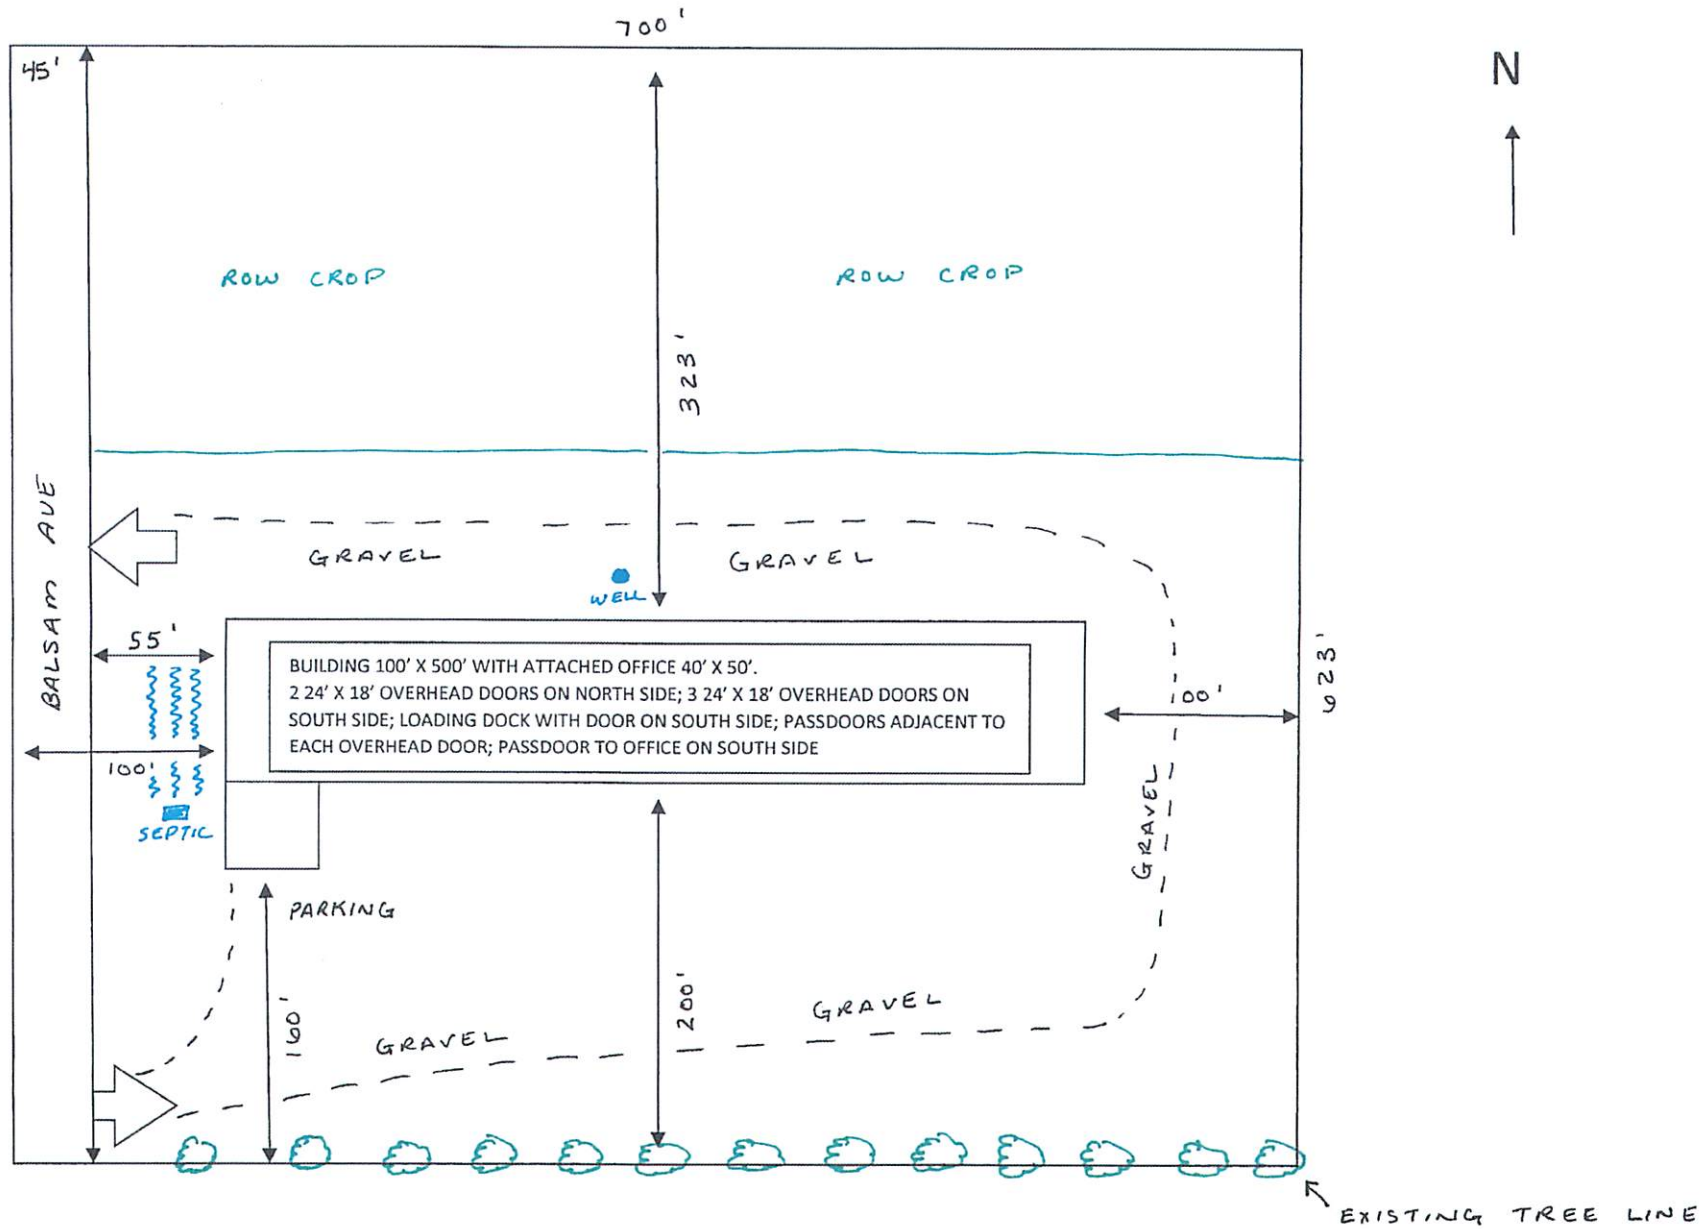 700'
45'
N
ROW CROP
ROW CROP
323'
BALSAM AVE
GRAVEL
GRAVEL
WELL
55'
BUILDING 100' X 500' WITH ATTACHED OFFICE 40' X 50'.
2 24' X 18' OVERHEAD DOORS ON NORTH SIDE; 3 24' X 18' OVERHEAD DOORS ON
SOUTH SIDE; LOADING DOCK WITH DOOR ON SOUTH SIDE; PASSDOORS ADJACENT TO
EACH OVERHEAD DOOR; PASSDOOR TO OFFICE ON SOUTH SIDE
100'
623'
100'
SEPTIC
GRAVEL
PARKING
160'
200'
GRAVEL
GRAVEL
EXISTING TREE LINE